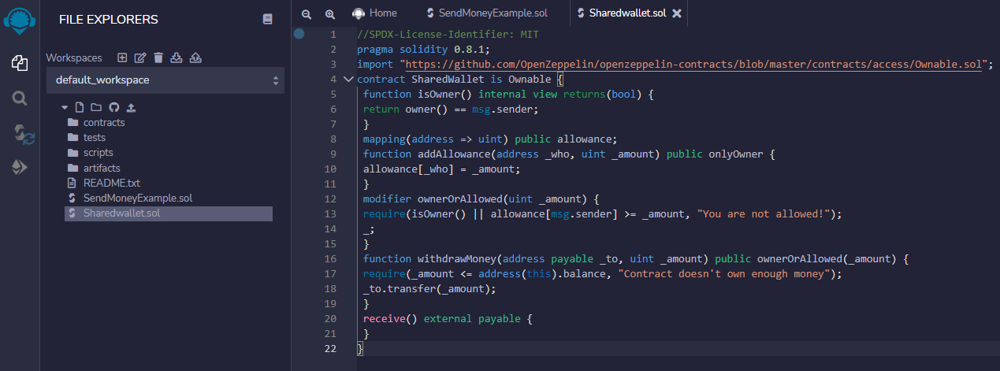 FILE EXPLORERS
Workspaces
default_workspace
contracts
tests
scripts
artifacts
README.txt
SendMoneyExample.sol
Sharedwallet.sol
Home SendMoneyExample.sol Sharedwallet.sol
1 //SPDX-License-Identifier: MIT
2 pragma solidity 0.8.1;
3 import "https://github.com/OpenZeppelin/openzeppelin-contracts/blob/master/contracts/access/Ownable.sol";
4 contract SharedWallet is Ownable {
5 function isOwner() internal view returns(bool) {
6 return owner() == msg.sender;
7 }
8 mapping(address => uint) public allowance;
9 function addAllowance(address _who, uint _amount) public onlyOwner {
10 allowance[_who] = _amount;
11 }
12 modifier ownerOrAllowed(uint _amount) {
13 require(isOwner() || allowance[msg.sender] >= _amount, "You are not allowed!");
14 _;
15 }
16 function withdrawMoney(address payable _to, uint _amount) public ownerOrAllowed(_amount) {
17 require(_amount <= address(this).balance, "Contract doesn't own enough money");
18 _to.transfer(_amount);
19 }
20 receive() external payable {
21 }
22 }